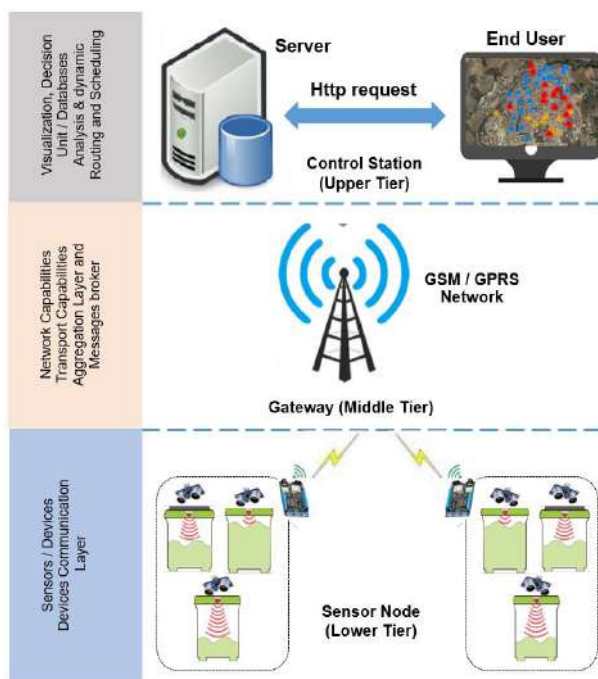 Visualization, Decision
Unit / Databases
Analysis & dynamic
Routing and Scheduling
Server
End User
Http request
Control Station
(Upper Tier)
Network Capabilities
Transport Capabilities
Aggregation Layer and
Messages broker
GSM / GPRS
Network
Gateway (Middle Tier)
Sensors / Devices
Devices Communication
Layer
Sensor Node
(Lower Tier)